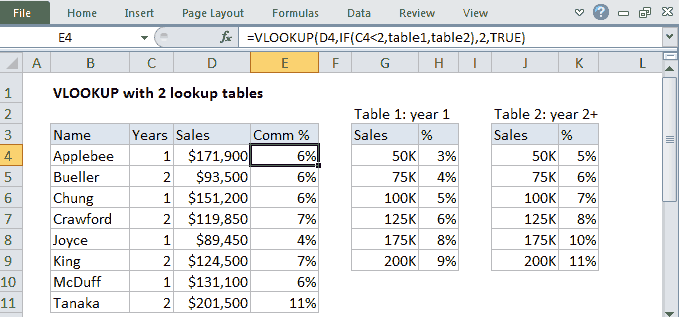 File Home Insert Page Layout Formulas Data Review View
E4 fx =VLOOKUP(D4,IF(C4<2,table1,table2),2,TRUE)
A B C D E F G H I J K L
1 VLOOKUP with 2 lookup tables
2 Table 1: year 1 Table 2: year 2+
3 Name Years Sales Comm % Sales % Sales %
4 Applebee 1 $171,900 6% 50K 3% 50K 5%
5 Bueller 2 $93,500 6% 75K 4% 75K 6%
6 Chung 1 $151,200 6% 100K 5% 100K 7%
7 Crawford 2 $119,850 7% 125K 6% 125K 8%
8 Joyce 1 $89,450 4% 175K 8% 175K 10%
9 King 2 $124,500 7% 200K 9% 200K 11%
10 McDuff 1 $131,100 6%
11 Tanaka 2 $201,500 11%